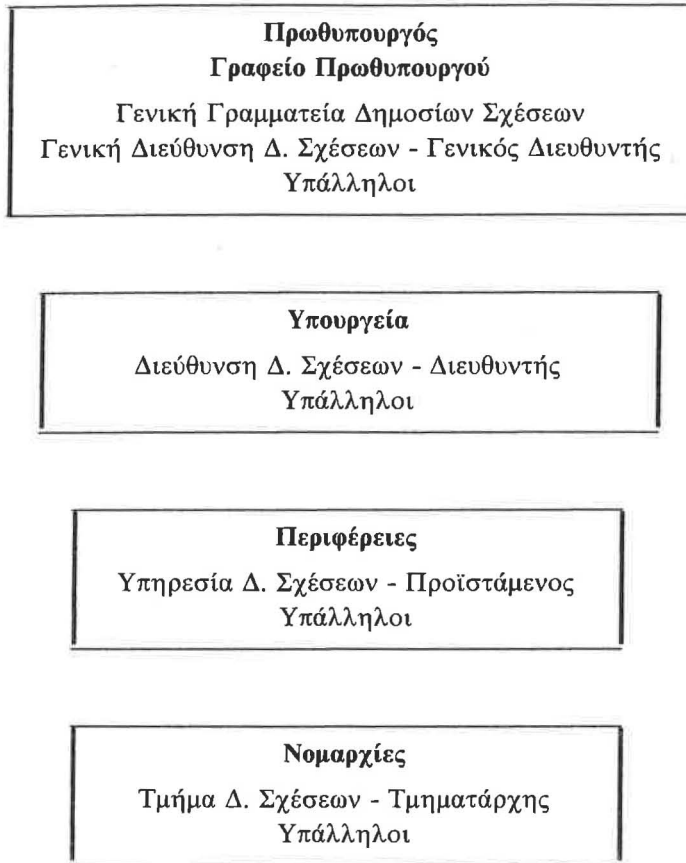 Πρωθυπουργός
Γραφείο Πρωθυπουργού
Γενική Γραμματεία Δημοσίων Σχέσεων
Γενική Διεύθυνση Δ. Σχέσεων - Γενικός Διευθυντής
Υπάλληλοι
Υπουργεία
Διεύθυνση Δ. Σχέσεων - Διευθυντής
Υπάλληλοι
Περιφέρειες
Υπηρεσία Δ. Σχέσεων - Προϊστάμενος
Υπάλληλοι
Νομαρχίες
Τμήμα Δ. Σχέσεων - Τμηματάρχης
Υπάλληλοι